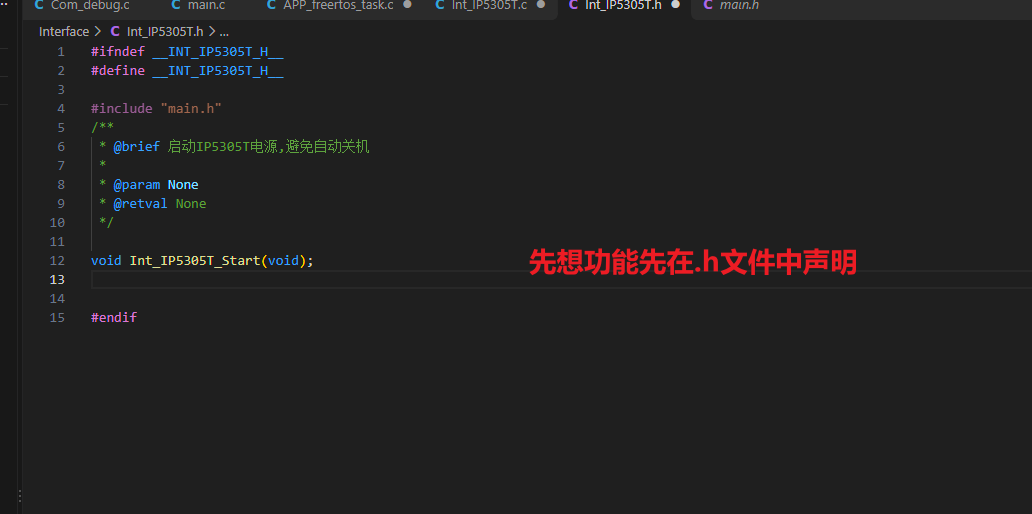 Com_debug.c
main.c
APP_freertos_task.c
Int_IP5305T.c
Int_IP5305T.h
main.h
Interface > C Int_IP5305T.h > ...
1 #ifndef __INT_IP5305T_H__
2 #define __INT_IP5305T_H__
3
4 #include "main.h"
5 /**
6 * @brief 启动IP5305T电源,避免自动关机
7 *
8 * @param None
9 * @retval None
10 */
11
12 void Int_IP5305T_Start(void);
先想功能先在.h文件中声明
13
14
15 #endif